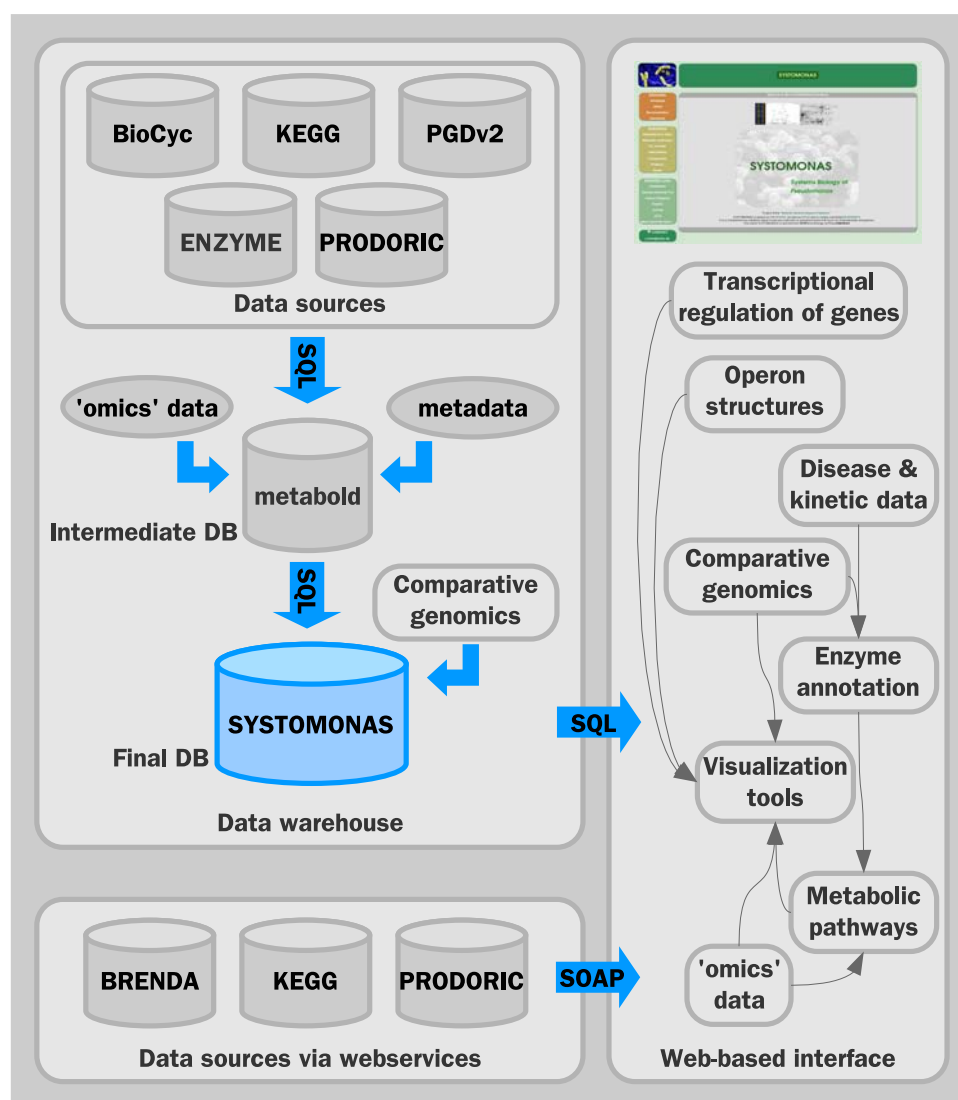 BioCyc
KEGG
PGDv2
ENZYME
PRODORIC
Data sources
SQL
'omics' data
metadata
metabold
Intermediate DB
SQL
Comparative
genomics
SYSTOMONAS
Final DB
Data warehouse
SQL
BRENDA
KEGG
PRODORIC
SOAP
Data sources via webservices
SYSTOMONAS
SYSTOMONAS
Systems Biology of
Pseudomonas
Transcriptional
regulation of genes
Operon
structures
Disease &
kinetic data
Comparative
genomics
Enzyme
annotation
Visualization
tools
Metabolic
pathways
'omics'
data
Web-based interface